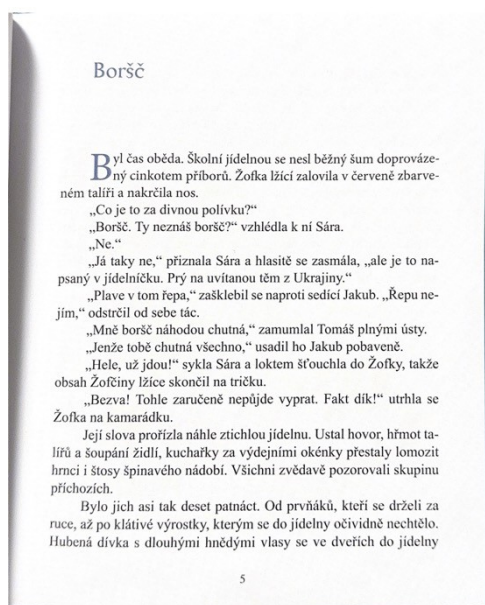 Boršč
Byl čas oběda. Školní jídelnou se nesl běžný šum doprováze-
ný cinkotem příborů. Žofka lžící zalovila v červeně zbarve-
ném talíři a nakrčila nos.
„Co je to za divnou polívku?“
„Boršč. Ty neznáš boršč?“ vzhlédla k ní Sára.
„Ne.“
„Já taky ne,“ přiznala Sára a hlasitě se zasmála, „ale je to na-
psaný v jídelníčku. Prý na uvítanou těm z Ukrajiny.“
„Plave v tom řepa,“ zašklebil se naproti sedící Jakub. „Řepu ne-
jím,“ odstrčil od sebe tác.
„Mně boršč náhodou chutná,“ zamumlal Tomáš plnými ústy.
„Jenže tobě chutná všechno,“ usadil ho Jakub pobaveně.
„Hele, už jdou!“ sykla Sára a loktem šťouchla do Žofky, takže
obsah Žofčiny lžíce skončil na tričku.
„Bezva! Tohle zaručeně nepůjde vyprat. Fakt dík!“ utrhla se
Žofka na kamarádku.
Její slova prořízla náhle ztichlou jídelnu. Ustal hovor, hřmot ta-
lířů a šoupání židlí, kuchařky za výdejními okénky přestaly lomozit
hrnci i štosy špinavého nádobí. Všichni zvědavě pozorovali skupinu
příchozích.
Bylo jich asi tak deset patnáct. Od prvňáků, kteří se drželi za
ruce, až po klátivé výrostky, kterým se do jídelny očividně nechtělo.
Hubená dívka s dlouhými hnědými vlasy se ve dveřích do jídelny
5